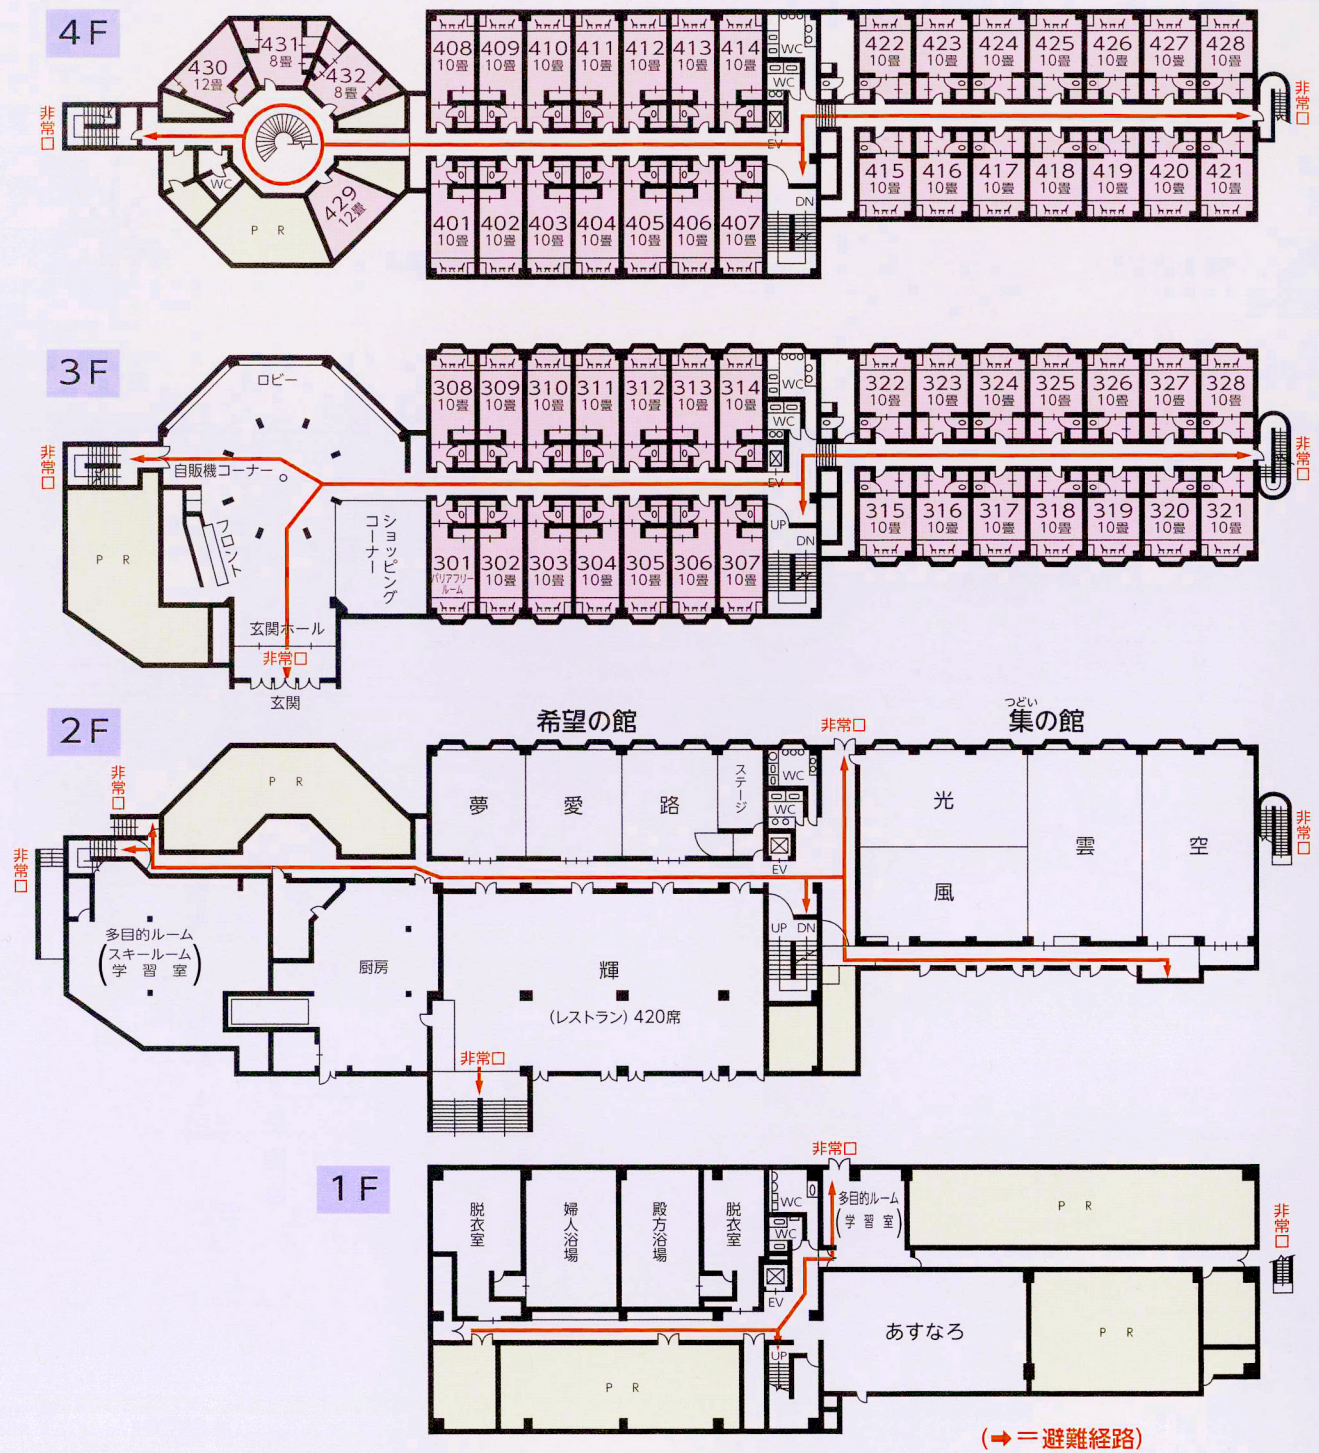 4F
430
12畳
431
8畳
432
8畳
429
12畳
WC
P R
非常口
408 409 410 411 412 413 414
10畳 10畳 10畳 10畳 10畳 10畳 10畳
WC
WC
EV
DN
401 402 403 404 405 406 407
10畳 10畳 10畳 10畳 10畳 10畳 10畳
422 423 424 425 426 427 428
10畳 10畳 10畳 10畳 10畳 10畳 10畳
415 416 417 418 419 420 421
10畳 10畳 10畳 10畳 10畳 10畳 10畳
非常口
3F
ロビー
非常口
自販機コーナー
フロント
ショッピング
コーナー
P R
玄関ホール
非常口
玄関
308 309 310 311 312 313 314
10畳 10畳 10畳 10畳 10畳 10畳 10畳
WC
WC
EV
UP
DN
301 302 303 304 305 306 307
バリアフリー
ルーム
10畳 10畳 10畳 10畳 10畳 10畳
322 323 324 325 326 327 328
10畳 10畳 10畳 10畳 10畳 10畳 10畳
315 316 317 318 319 320 321
10畳 10畳 10畳 10畳 10畳 10畳 10畳
非常口
2F
希望の館
つどい
集の館
非常口
非常口
非常口
P R
夢
愛
路
ステージ
WC
WC
EV
UP DN
光
風
雲
空
非常口
多目的ルーム
(スキールーム
学習室)
厨房
輝
(レストラン) 420席
非常口
1F
非常口
脱衣室
婦人浴場
殿方浴場
脱衣室
WC
WC
EV
UP
多目的ルーム
(学習室)
P R
非常口
あすなろ
P R
P R
(➡=避難経路)